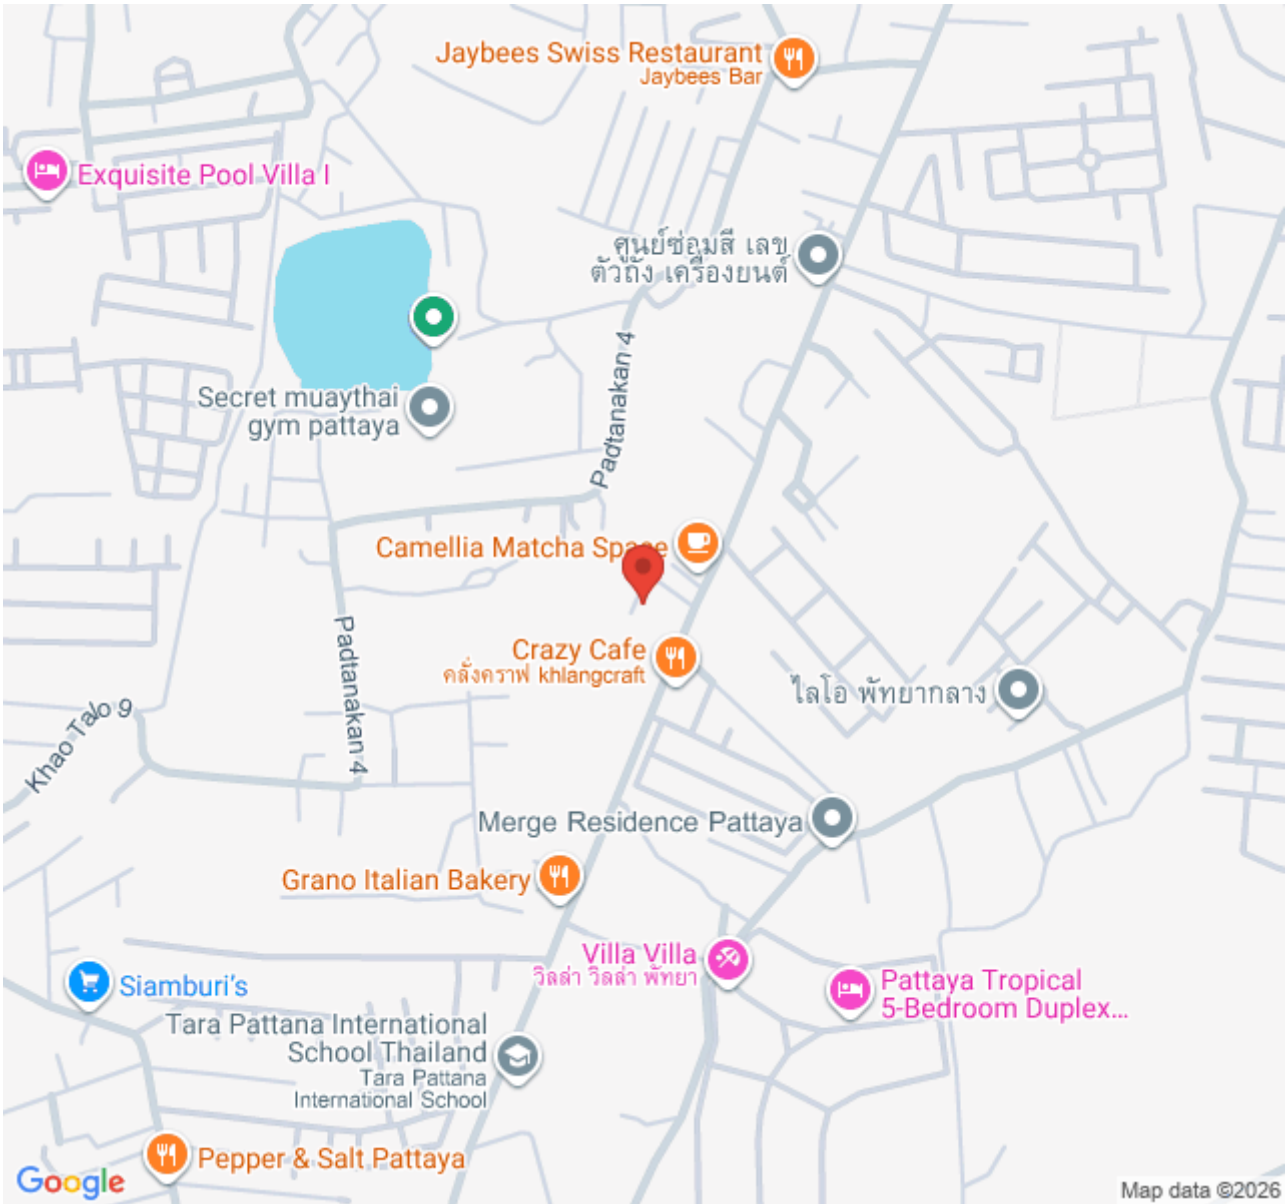 Jaybees Swiss Restaurant
Jaybees Bar
Exquisite Pool Villa I
ศูนย์ซ่อมสี เลข
ตัวถัง เครื่องยนต์
Padtanakan 4
Secret muaythai
gym pattaya
Camellia Matcha Space
Padtanakan 4
Crazy Cafe
คลั่งคราฟ khlangcraft
ไลโอ พัทยากลาง
Khao Talo 9
Merge Residence Pattaya
Grano Italian Bakery
Villa Villa
วิลล่า วิลล่า พัทยา
Pattaya Tropical
5-Bedroom Duplex...
Siamburi's
Tara Pattana International
School Thailand
Tara Pattana
International School
Pepper & Salt Pattaya
Google
Map data ©2026